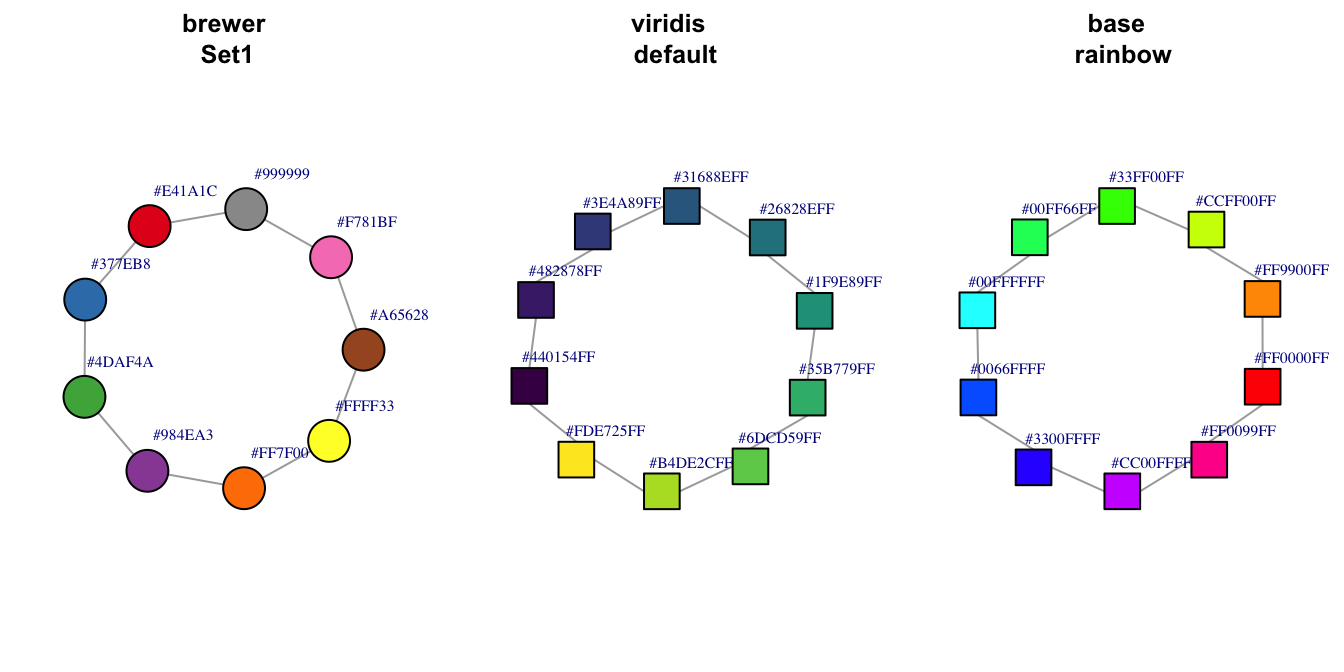 brewer
Set1
#999999
#E41A1C
#F781BF
#377EB8
#A65628
#4DAF4A
#FFFF33
#984EA3
#FF7F00
viridis
default
#31688EFF
#3E4A89FF
#26828EFF
#482878FF
#1F9E89FF
#440154FF
#35B779FF
#FDE725FF
#6DCD59FF
#B4DE2CFF
base
rainbow
#33FF00FF
#CCFF00FF
#00FF66FF
#FF9900FF
#00FFFFFF
#FF0000FF
#0066FFFF
#FF0099FF
#3300FFFF
#CC00FFFF